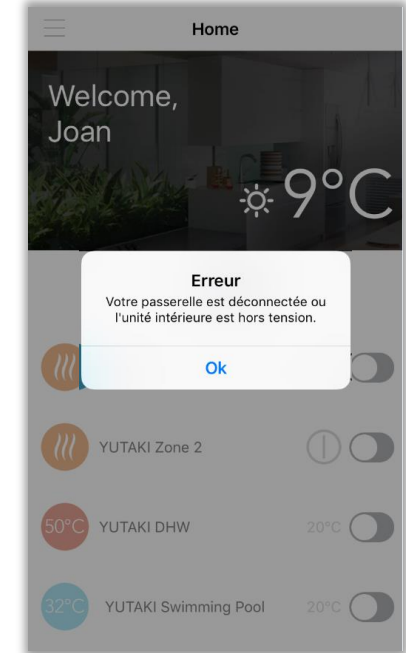 Home
Welcome,
Joan
9°C
Erreur
Votre passerelle est déconnectée ou
l'unité intérieure est hors tension.
Ok
YUTAKI Zone 2
50°C YUTAKI DHW 20°C
32°C YUTAKI Swimming Pool 20°C